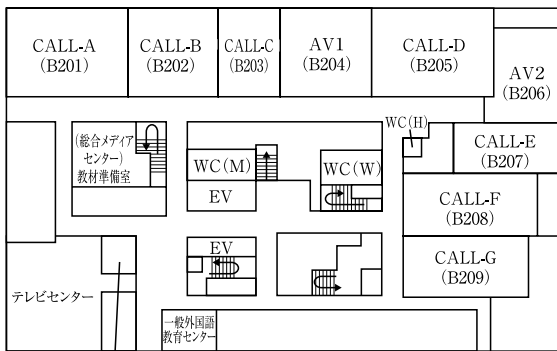 CALL-A
(B201)
CALL-B
(B202)
CALL-C
(B203)
AV1
(B204)
CALL-D
(B205)
AV2
(B206)
(総合メディア
センター)
教材準備室
WC(M)
EV
WC(W)
WC(H)
CALL-E
(B207)
CALL-F
(B208)
EV
CALL-G
(B209)
テレビセンター
一般外国語
教育センター